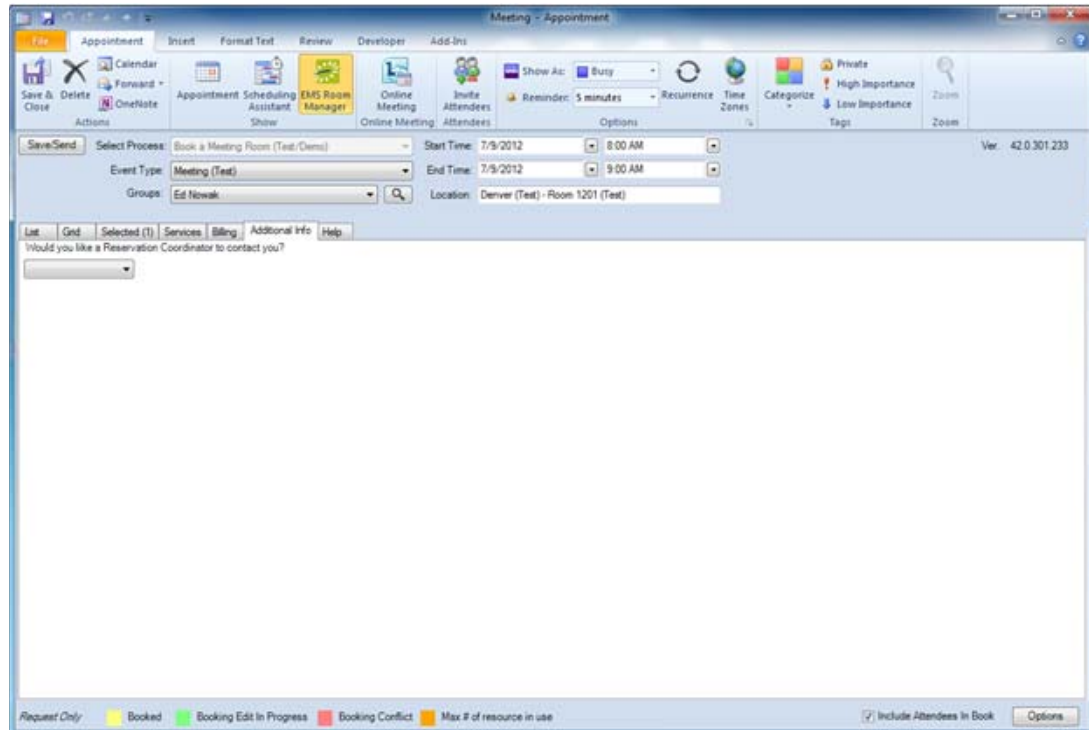 Meeting - Appointment
File Appointment Insert Format Text Review Developer Add-Ins
Save & Close
Delete
Calendar
Forward
OneNote
Actions
Appointment
Scheduling Assistant
EMS Room Manager
Show
Online Meeting
Online Meeting
Invite Attendees
Attendees
Show As: Busy
Reminder: 5 minutes
Recurrence
Time Zones
Options
Categorize
Private
High Importance
Low Importance
Tags
Zoom
Zoom
Save/Send Select Process: Book a Meeting Room (Test/Demo) Start Time: 7/9/2012 8:00 AM Ver. 42.0.301.233
Event Type: Meeting (Test) End Time: 7/9/2012 9:00 AM
Groups: Ed Nowak Location: Denver (Test) - Room 1201 (Test)
List Grid Selected (1) Services Billing Additional Info Help
Would you like a Reservation Coordinator to contact you?
Request Only Booked Booking Edit In Progress Booking Conflict Max # of resource in use Include Attendees In Book Options